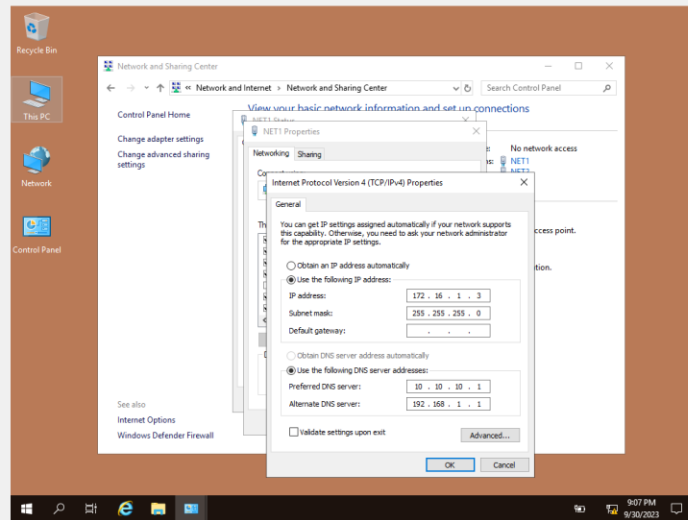 Recycle Bin
This PC
Network
Control Panel
Network and Sharing Center
« Network and Internet > Network and Sharing Center
Search Control Panel
Control Panel Home
Change adapter settings
Change advanced sharing
settings
See also
Internet Options
Windows Defender Firewall
View your basic network information and set up connections
No network access
NET1
NET2
ccess point.
tion.
NET1 Status
NET1 Properties
Networking
Sharing
Internet Protocol Version 4 (TCP/IPv4) Properties
General
You can get IP settings assigned automatically if your network supports
this capability. Otherwise, you need to ask your network administrator
for the appropriate IP settings.
Obtain an IP address automatically
Use the following IP address:
IP address: 172 . 16 . 1 . 3
Subnet mask: 255 . 255 . 255 . 0
Default gateway: . . .
Obtain DNS server address automatically
Use the following DNS server addresses:
Preferred DNS server: 10 . 10 . 10 . 1
Alternate DNS server: 192 . 168 . 1 . 1
Validate settings upon exit
Advanced...
OK
Cancel
9:07 PM
9/30/2023